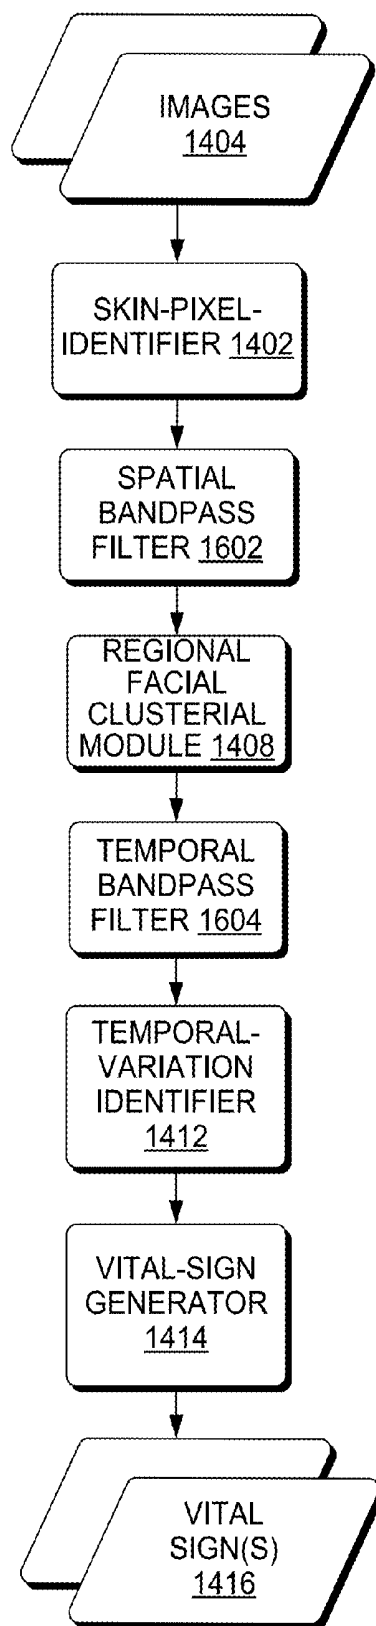 IMAGES
1404
SKIN-PIXEL-
IDENTIFIER 1402
SPATIAL
BANDPASS
FILTER 1602
REGIONAL
FACIAL
CLUSTERIAL
MODULE 1408
TEMPORAL
BANDPASS
FILTER 1604
TEMPORAL-
VARIATION
IDENTIFIER
1412
VITAL-SIGN
GENERATOR
1414
VITAL
SIGN(S)
1416